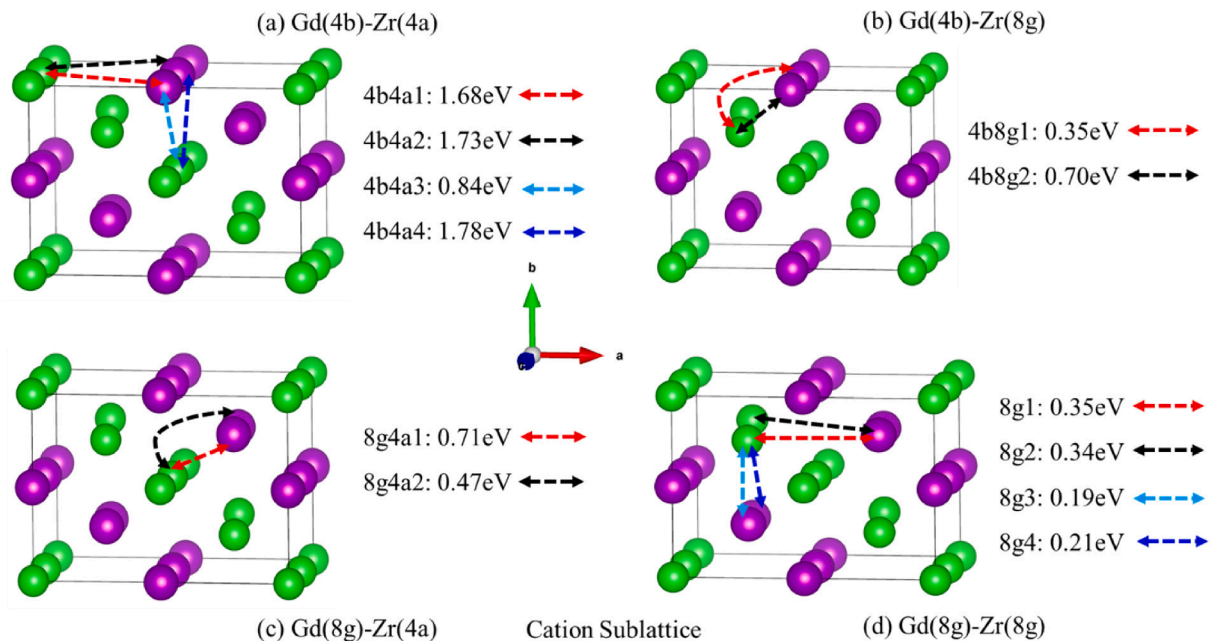 (a) Gd(4b)-Zr(4a)
4b4a1: 1.68eV
4b4a2: 1.73eV
4b4a3: 0.84eV
4b4a4: 1.78eV
(b) Gd(4b)-Zr(8g)
4b8g1: 0.35eV
4b8g2: 0.70eV
b
a
8g4a1: 0.71eV
8g4a2: 0.47eV
(c) Gd(8g)-Zr(4a)
8g1: 0.35eV
8g2: 0.34eV
8g3: 0.19eV
8g4: 0.21eV
(d) Gd(8g)-Zr(8g)
Cation Sublattice